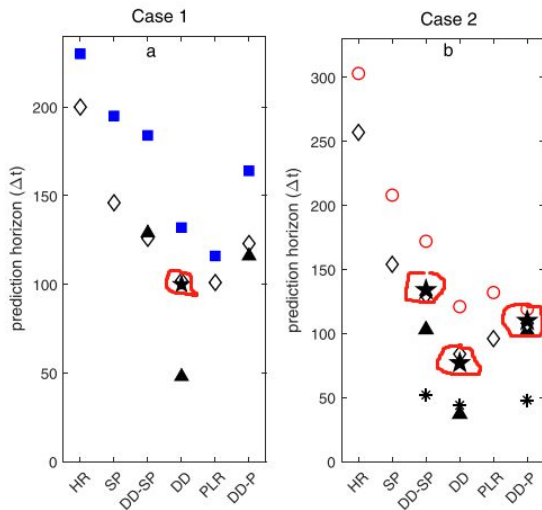 Case 1
a
prediction horizon (Δt)
200
150
100
50
0
HR
SP
DD-SP
DD
PLR
DD-P
Case 2
b
prediction horizon (Δt)
300
250
200
150
100
50
0
HR
SP
DD-SP
DD
PLR
DD-P